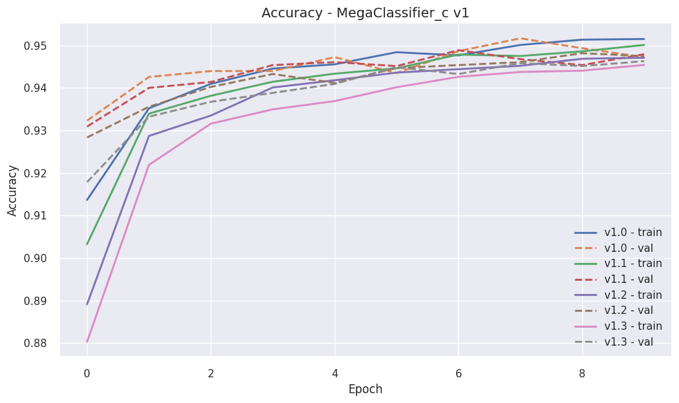 Accuracy - MegaClassifier_c v1
Accuracy
0.95
0.94
0.93
0.92
0.91
0.90
0.89
0.88
0
2
4
6
8
Epoch
v1.0 - train
v1.0 - val
v1.1 - train
v1.1 - val
v1.2 - train
v1.2 - val
v1.3 - train
v1.3 - val